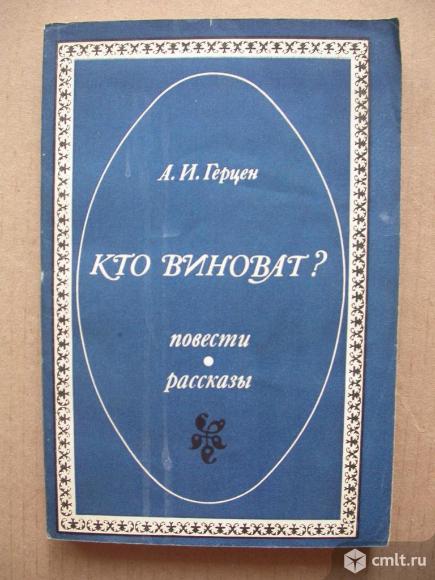 А. И. Герцен
КТО ВИНОВАТ?
повести
рассказы
cmlt.ru